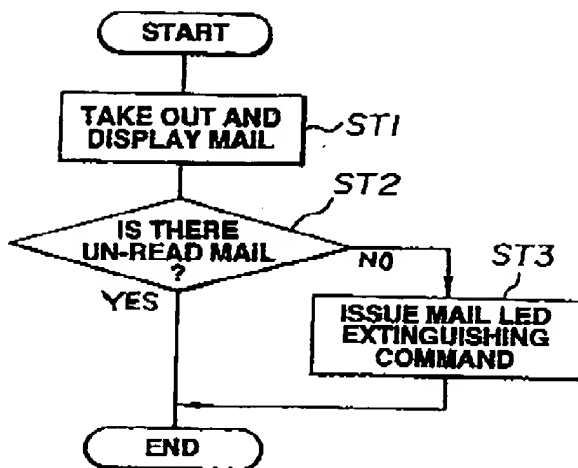 START
TAKE OUT AND
DISPLAY MAIL
ST1
ST2
IS THERE
UN-READ MAIL
?
NO
YES
ST3
ISSUE MAIL LED
EXTINGUISHING
COMMAND
END